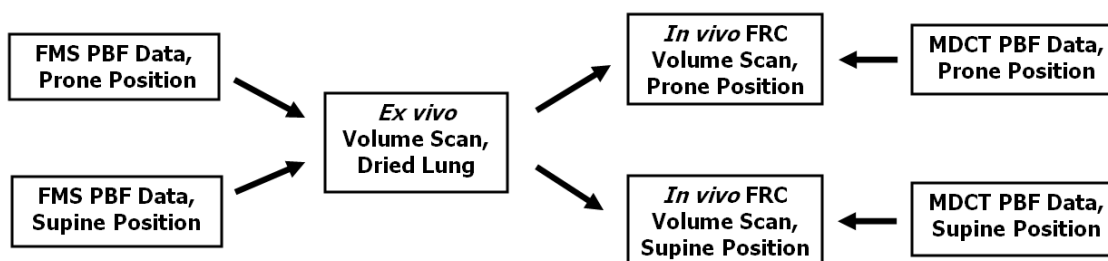 FMS PBF Data,
Prone Position
FMS PBF Data,
Supine Position
Ex vivo
Volume Scan,
Dried Lung
In vivo FRC
Volume Scan,
Prone Position
In vivo FRC
Volume Scan,
Supine Position
MDCT PBF Data,
Prone Position
MDCT PBF Data,
Supine Position